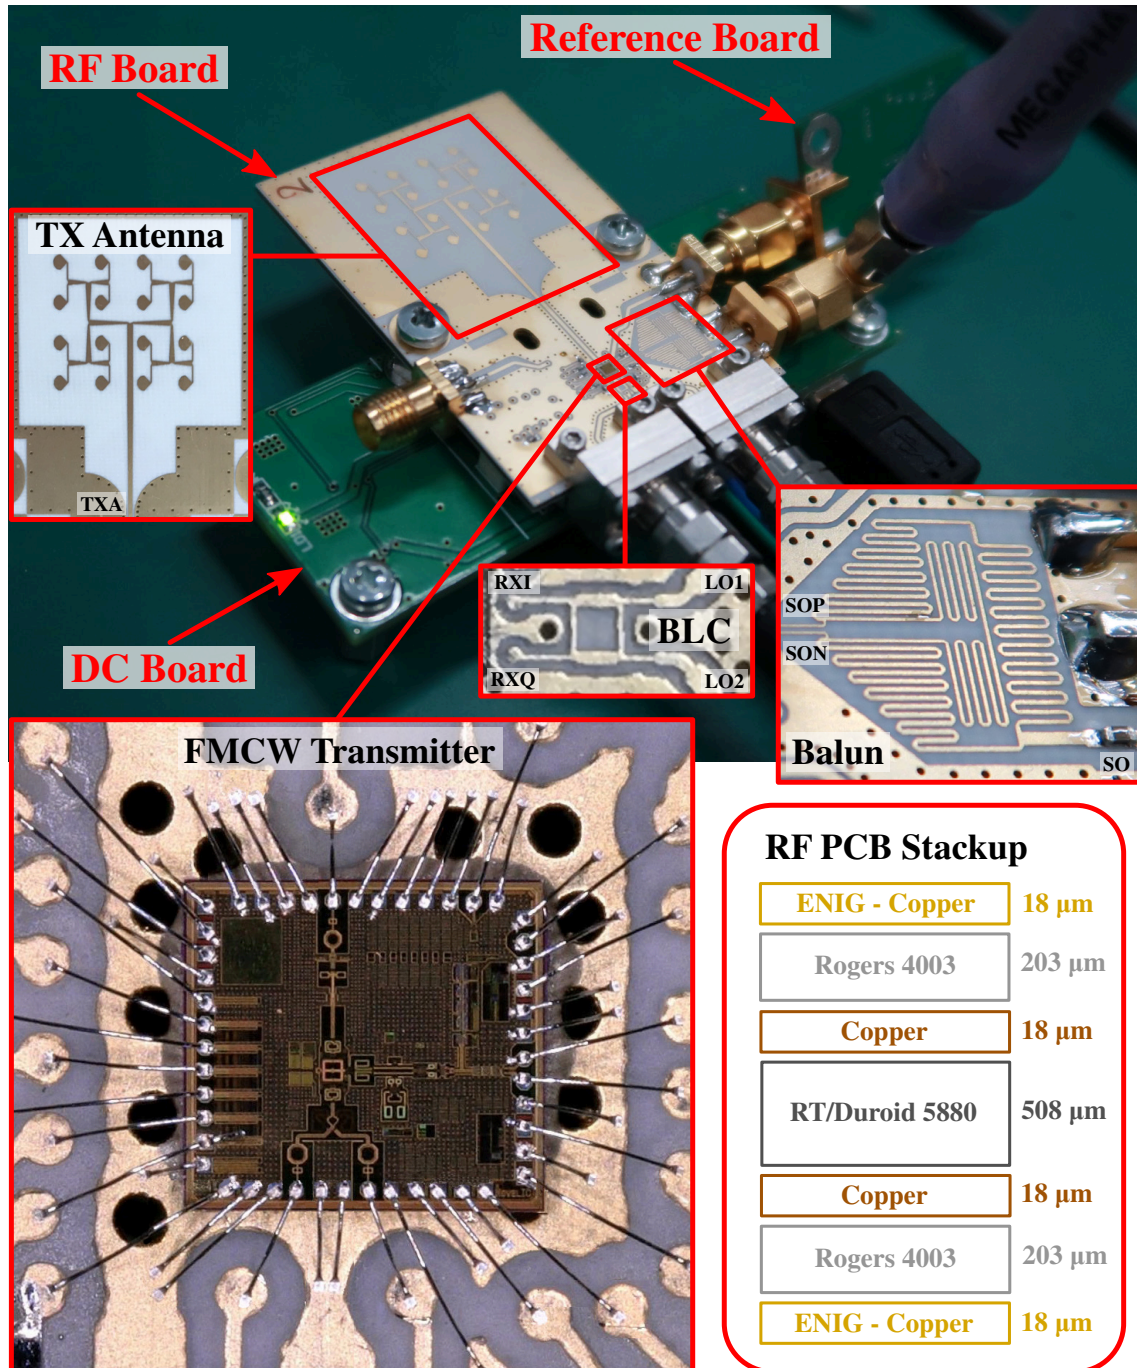 Reference Board
RF Board
MEGAPHA
2
TX Antenna
TXA
DC Board
RXI
LO1
BLC
RXQ
LO2
SOP
SON
Balun
SO
FMCW Transmitter
RF PCB Stackup
ENIG - Copper 18 μm
Rogers 4003 203 μm
Copper 18 μm
RT/Duroid 5880 508 μm
Copper 18 μm
Rogers 4003 203 μm
ENIG - Copper 18 μm